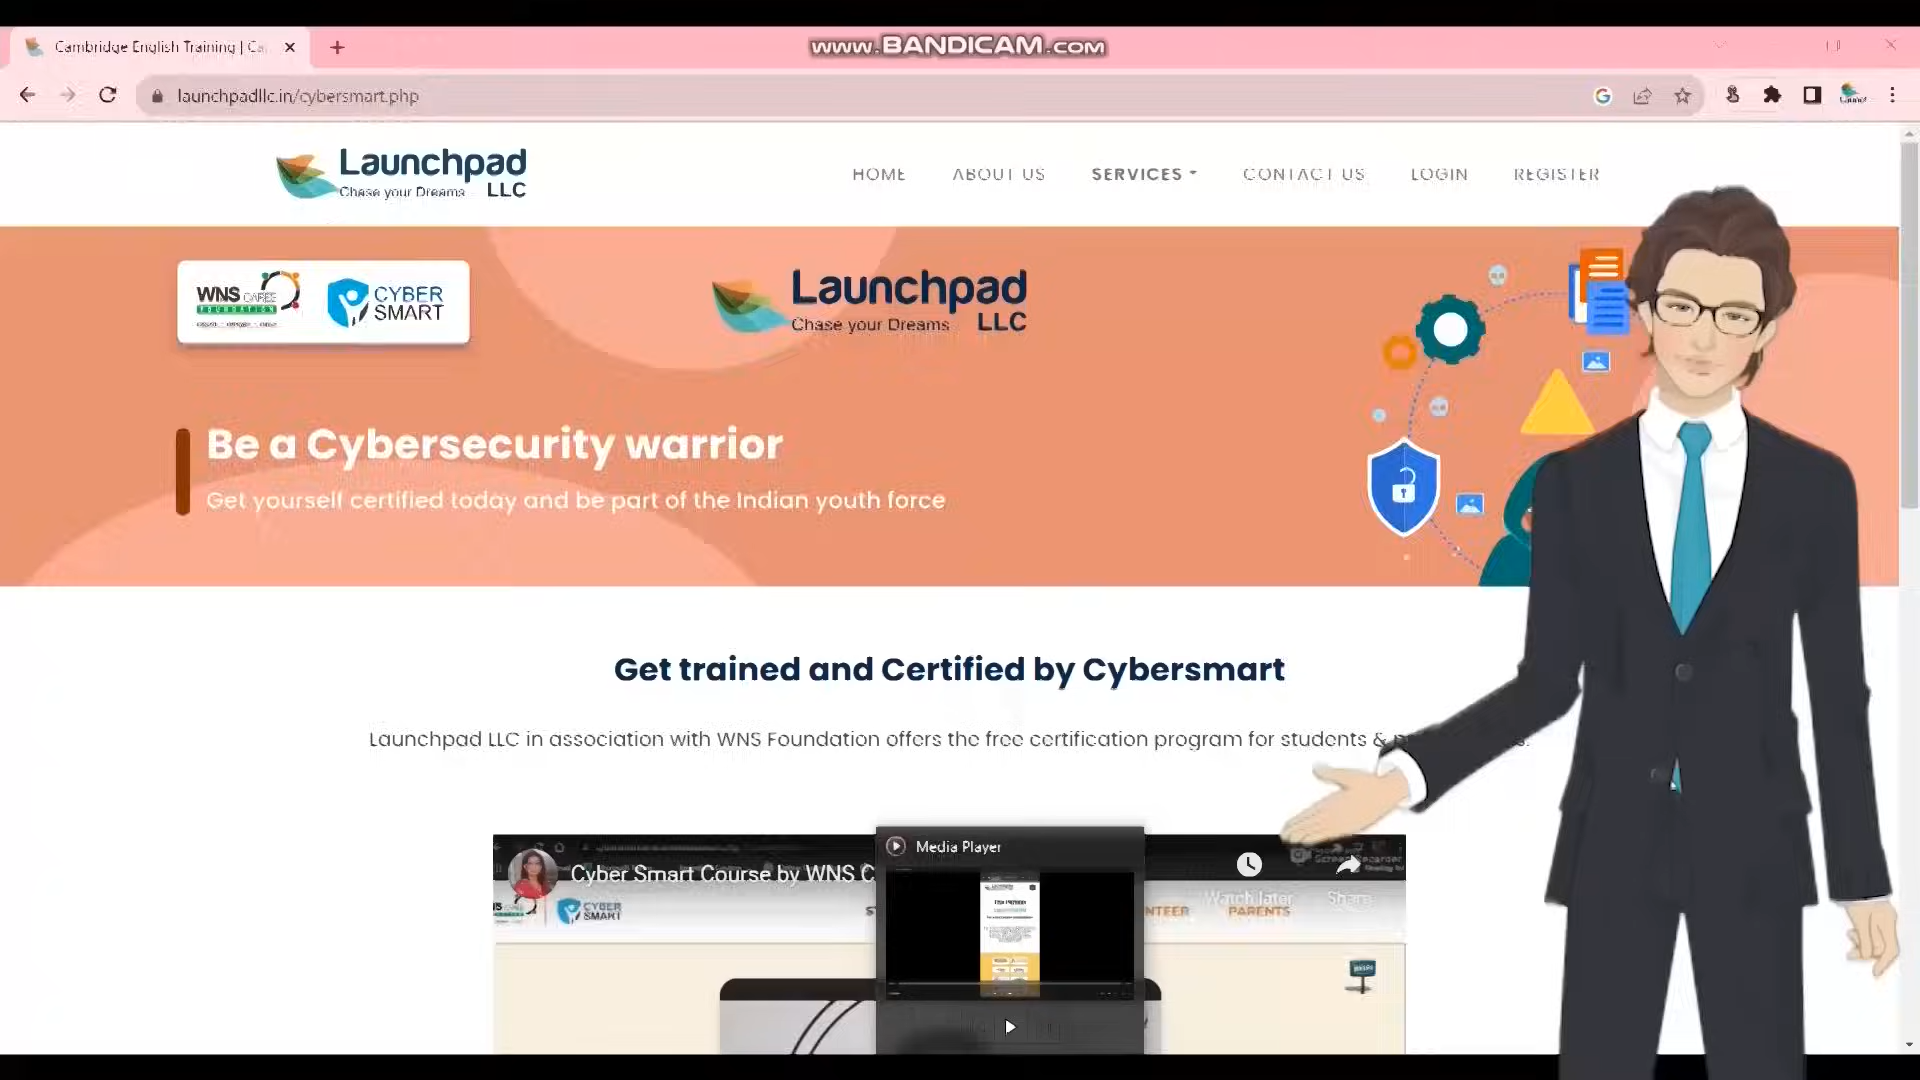 Cambridge English Training | Ca
www.BANDICAM.com
launchpadllc.in/cybersmart.php
Launchpad
Chase your Dreams LLC
HOME ABOUT US SERVICES CONTACT US LOGIN REGISTER
WNS CARES
FOUNDATION
CYBER
SMART
Launchpad
Chase your Dreams LLC
Be a Cybersecurity warrior
Get yourself certified today and be part of the Indian youth force
Get trained and Certified by Cybersmart
Launchpad LLC in association with WNS Foundation offers the free certification program for students &
Media Player
Cyber Smart Course by WNS C
Watch later
Share
CYBER
SMART
NTEER
PARENTS